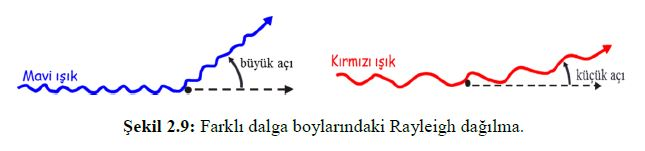 Mavi ışık
büyük açı
Kırmızı ışık
küçük açı
Şekil 2.9: Farklı dalga boylarındaki Rayleigh dağılma.